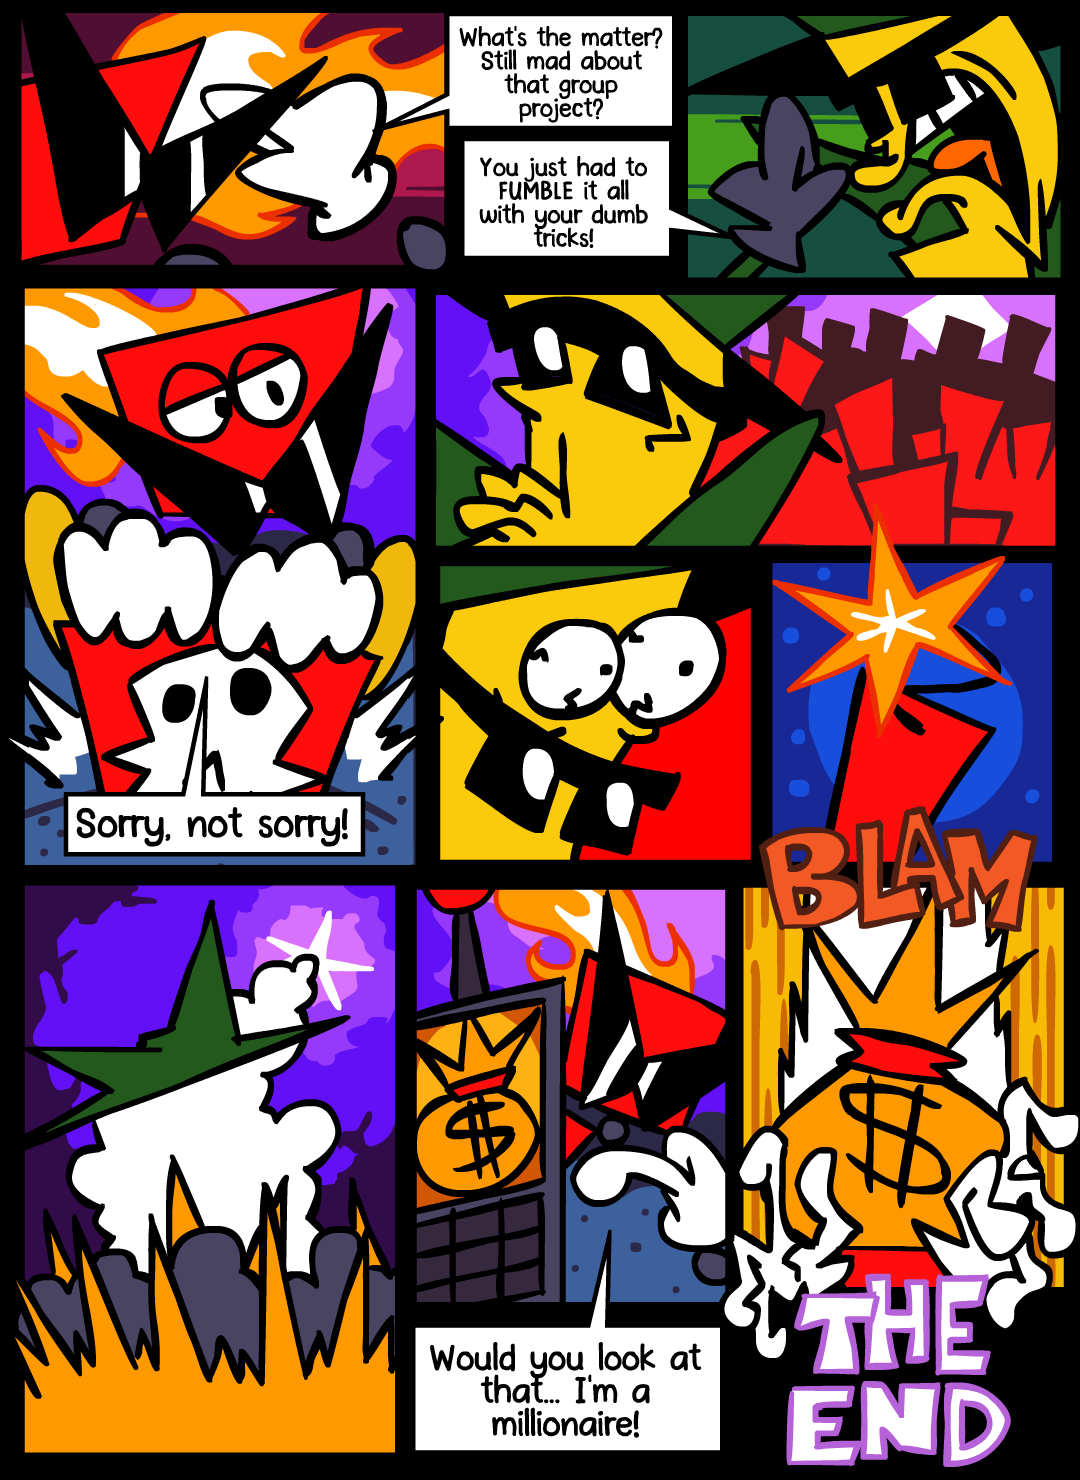 What's the matter?
Still mad about
that group
project?
You just had to
FUMBLE it all
with your dumb
tricks!
Sorry, not sorry!
BLAM
$
$
Would you look at
that... I'm a
millionaire!
THE
END